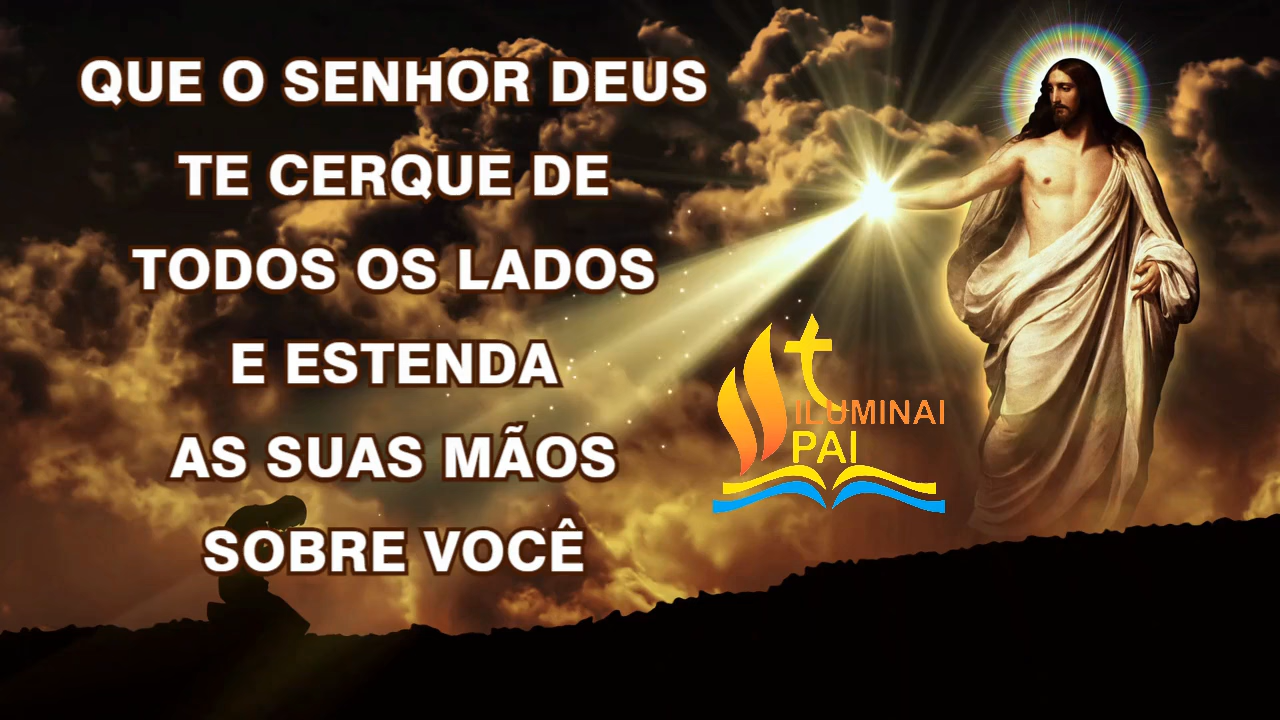 QUE O SENHOR DEUS
TE CERQUE DE
TODOS OS LADOS
E ESTENDA
AS SUAS MÃOS
SOBRE VOCÊ
ILUMINAI
PAI